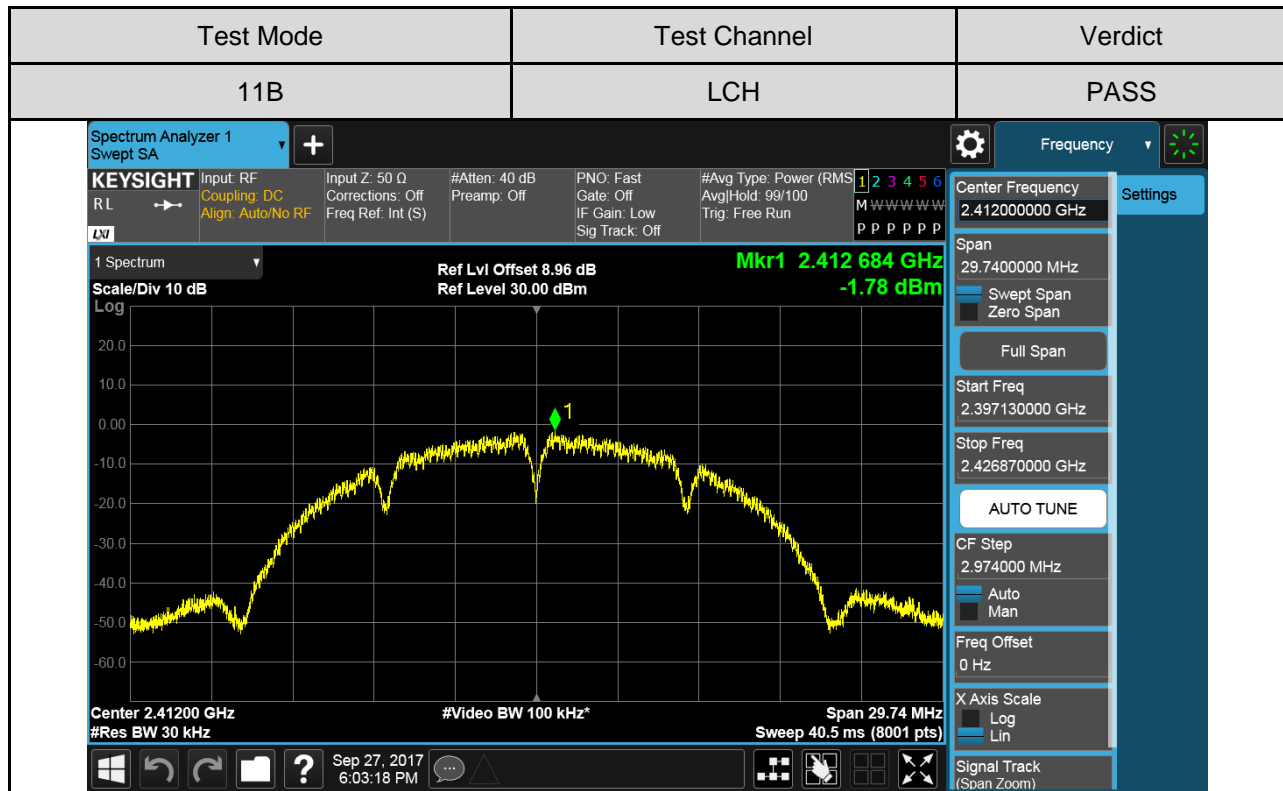 Test Mode Test Channel Verdict
11B LCH PASS
Spectrum Analyzer 1
Swept SA
+
Frequency
KEYSIGHT
R L
LXI
Input: RF
Coupling: DC
Align: Auto/No RF
Input Z: 50 Ω
Corrections: Off
Freq Ref: Int (S)
#Atten: 40 dB
Preamp: Off
PNO: Fast
Gate: Off
IF Gain: Low
Sig Track: Off
#Avg Type: Power (RMS
Avg|Hold: 99/100
Trig: Free Run
1 2 3 4 5 6
M W W W W W
P P P P P P
1 Spectrum
Scale/Div 10 dB
Log
Ref Lvl Offset 8.96 dB
Ref Level 30.00 dBm
Mkr1 2.412 684 GHz
-1.78 dBm
20.0
10.0
0.00
-10.0
-20.0
-30.0
-40.0
-50.0
-60.0
1
Center 2.41200 GHz
#Res BW 30 kHz
#Video BW 100 kHz*
Span 29.74 MHz
Sweep 40.5 ms (8001 pts)
?
Sep 27, 2017
6:03:18 PM
Center Frequency
2.412000000 GHz
Settings
Span
29.7400000 MHz
Swept Span
Zero Span
Full Span
Start Freq
2.397130000 GHz
Stop Freq
2.426870000 GHz
AUTO TUNE
CF Step
2.974000 MHz
Auto
Man
Freq Offset
0 Hz
X Axis Scale
Log
Lin
Signal Track
(Span Zoom)